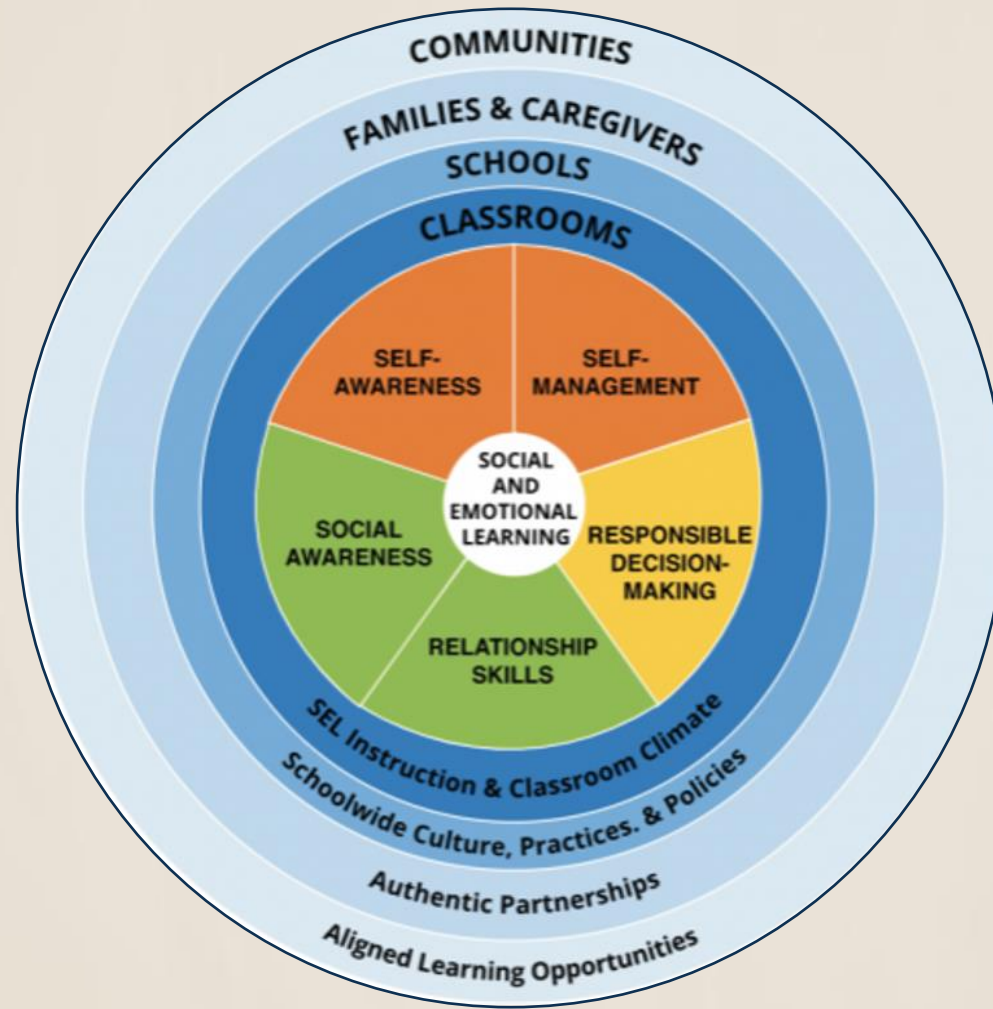 COMMUNITIES
FAMILIES & CAREGIVERS
SCHOOLS
CLASSROOMS
SELF-
AWARENESS
SELF-
MANAGEMENT
SOCIAL
AND
EMOTIONAL
LEARNING
SOCIAL
AWARENESS
RESPONSIBLE
DECISION-
MAKING
RELATIONSHIP
SKILLS
SEL Instruction & Classroom Climate
Schoolwide Culture, Practices. & Policies
Authentic Partnerships
Aligned Learning Opportunities